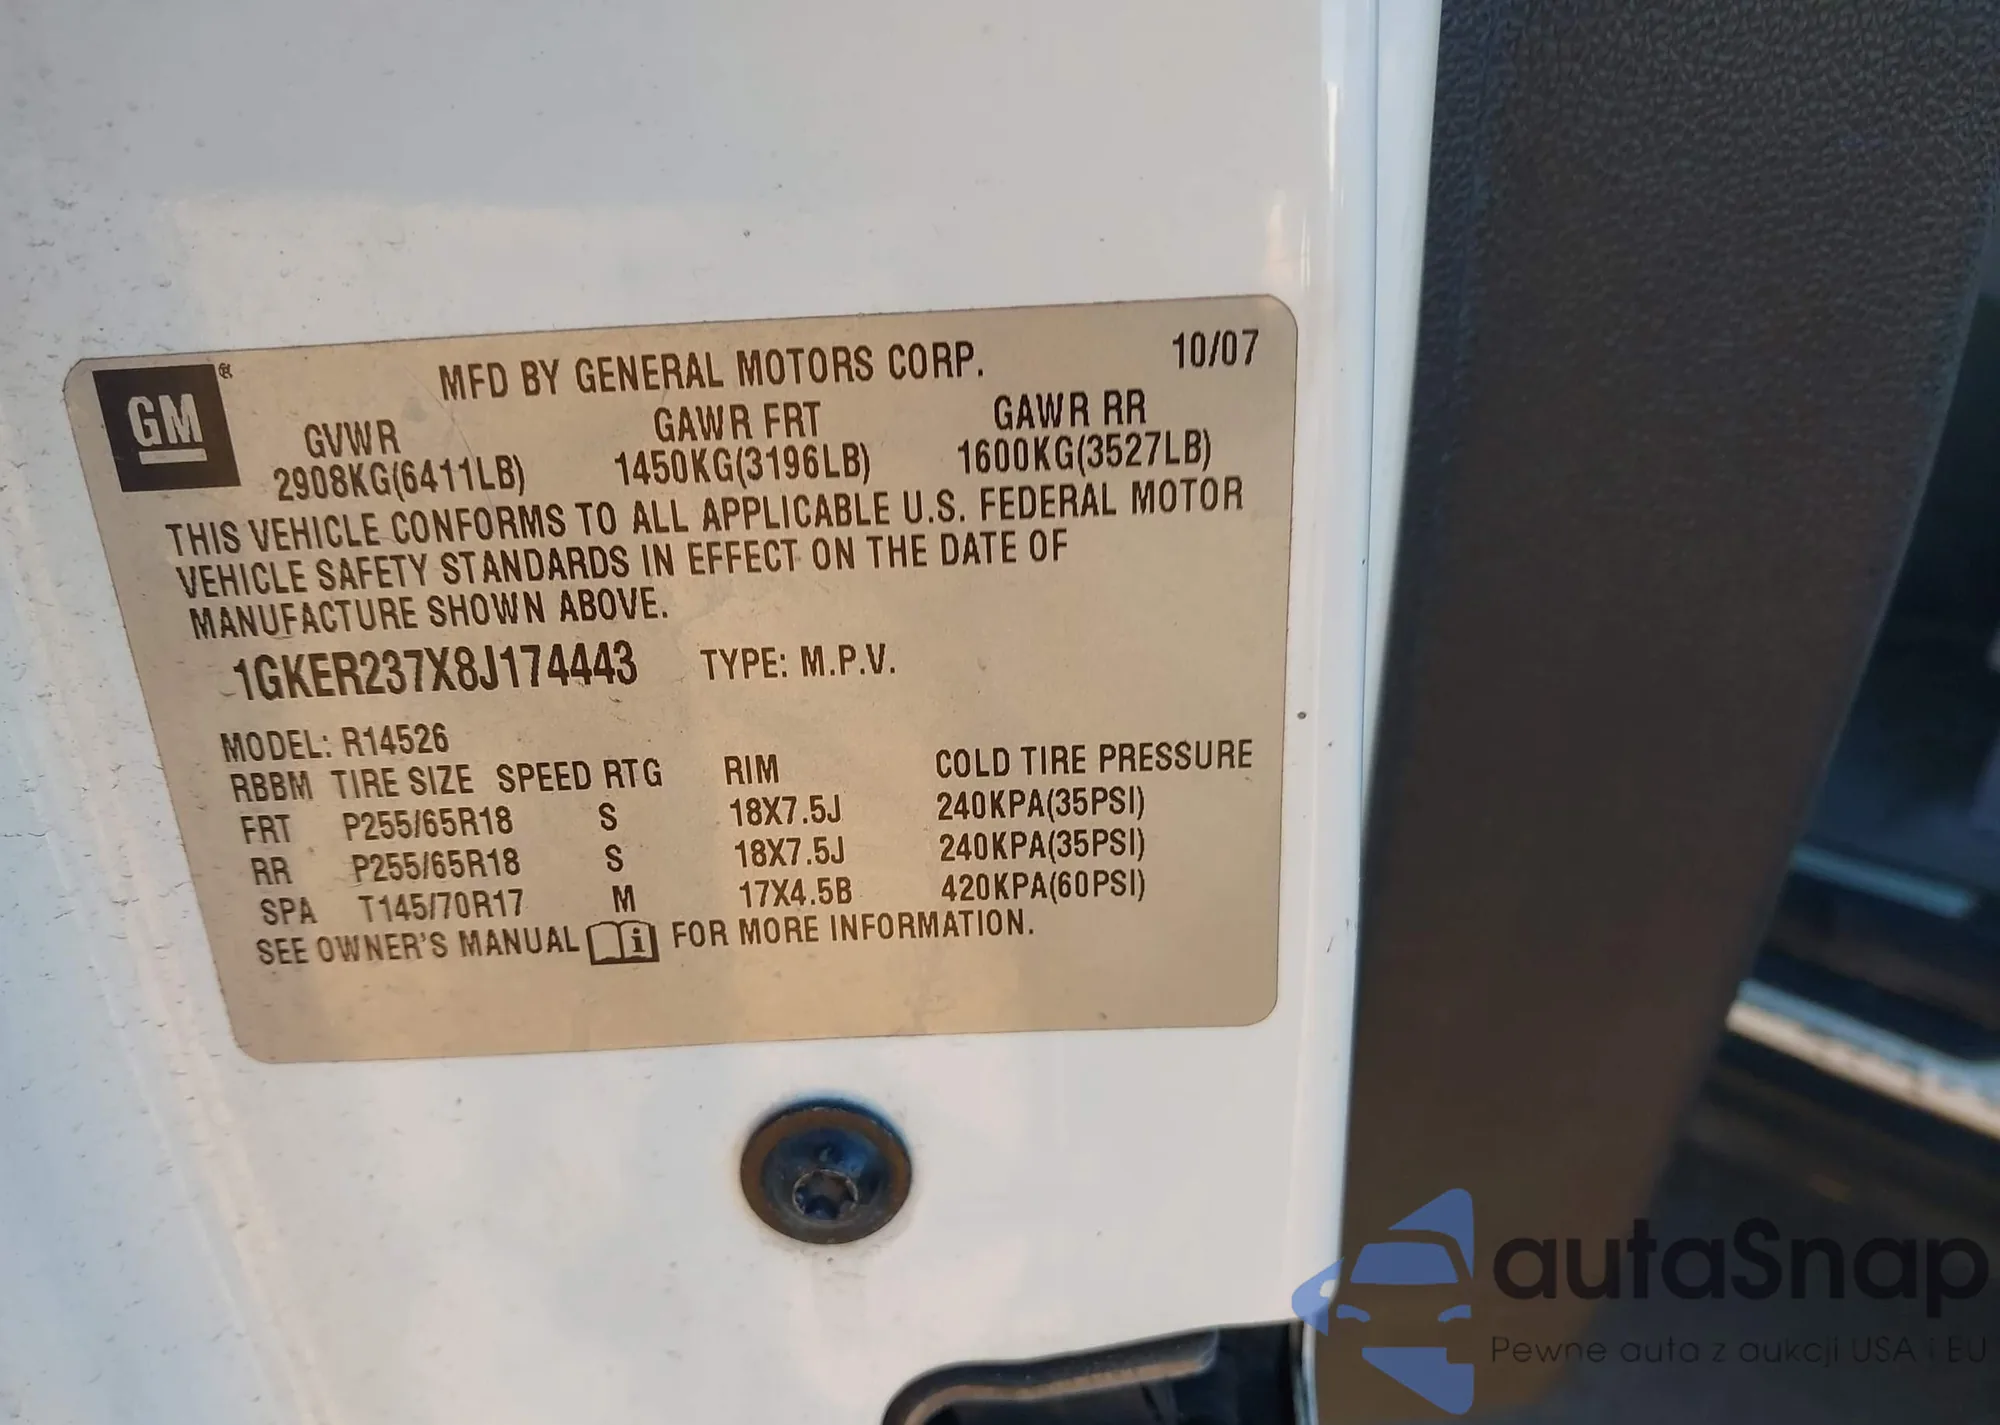 GM®
MFD BY GENERAL MOTORS CORP. 10/07
GVWR GAWR FRT GAWR RR
2908KG(6411LB) 1450KG(3196LB) 1600KG(3527LB)
THIS VEHICLE CONFORMS TO ALL APPLICABLE U.S. FEDERAL MOTOR
VEHICLE SAFETY STANDARDS IN EFFECT ON THE DATE OF
MANUFACTURE SHOWN ABOVE.
1GKER237X8J174443 TYPE: M.P.V.
MODEL: R14526
RBBM TIRE SIZE SPEED RTG RIM COLD TIRE PRESSURE
FRT P255/65R18 S 18X7.5J 240KPA(35PSI)
RR P255/65R18 S 18X7.5J 240KPA(35PSI)
SPA T145/70R17 M 17X4.5B 420KPA(60PSI)
SEE OWNER'S MANUAL i FOR MORE INFORMATION.
autaSnap
Pewne auta z aukcji USA i EU